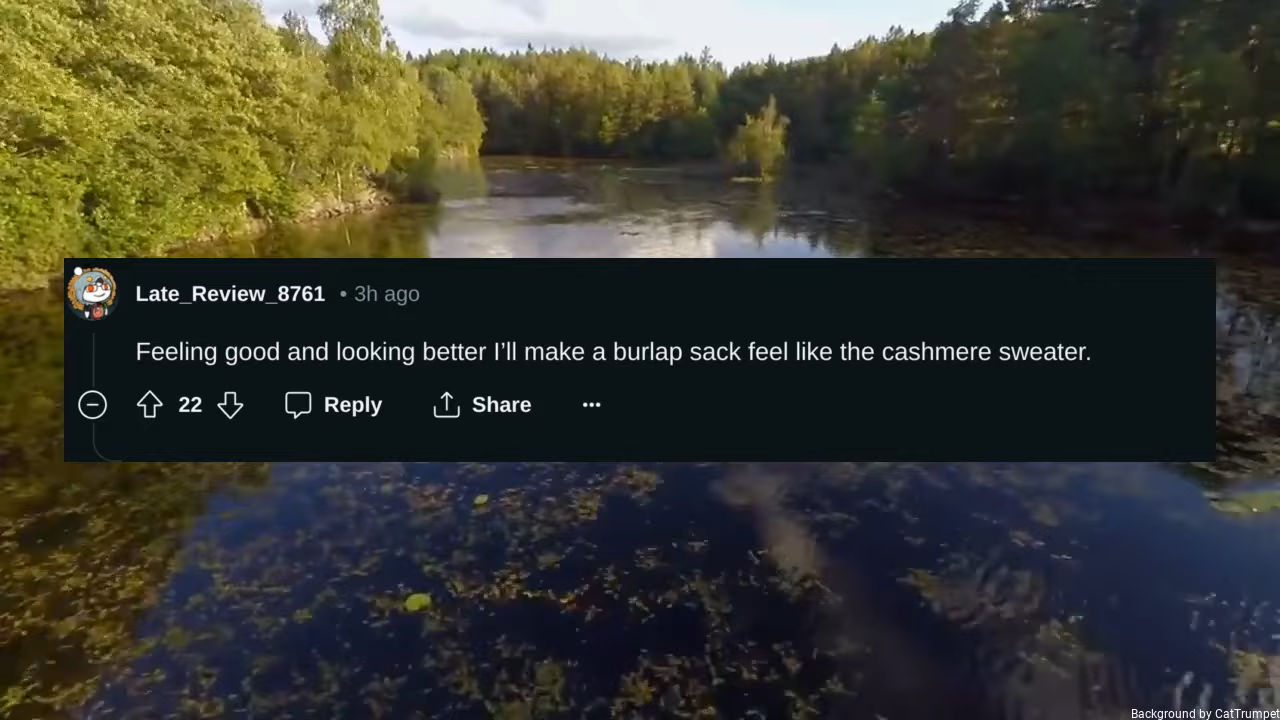 Late_Review_8761 • 3h ago
Feeling good and looking better I’ll make a burlap sack feel like the cashmere sweater.
22 Reply Share
Background by CatTrumpet